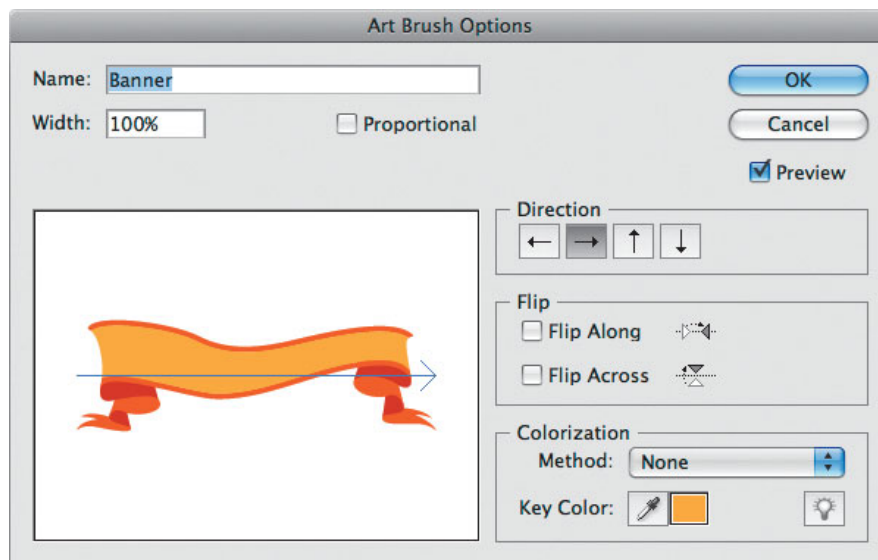 Art Brush Options
Name: Banner
OK
Width: 100%
Proportional
Cancel
Preview
Direction
Flip
Flip Along
Flip Across
Colorization
Method: None
Key Color: